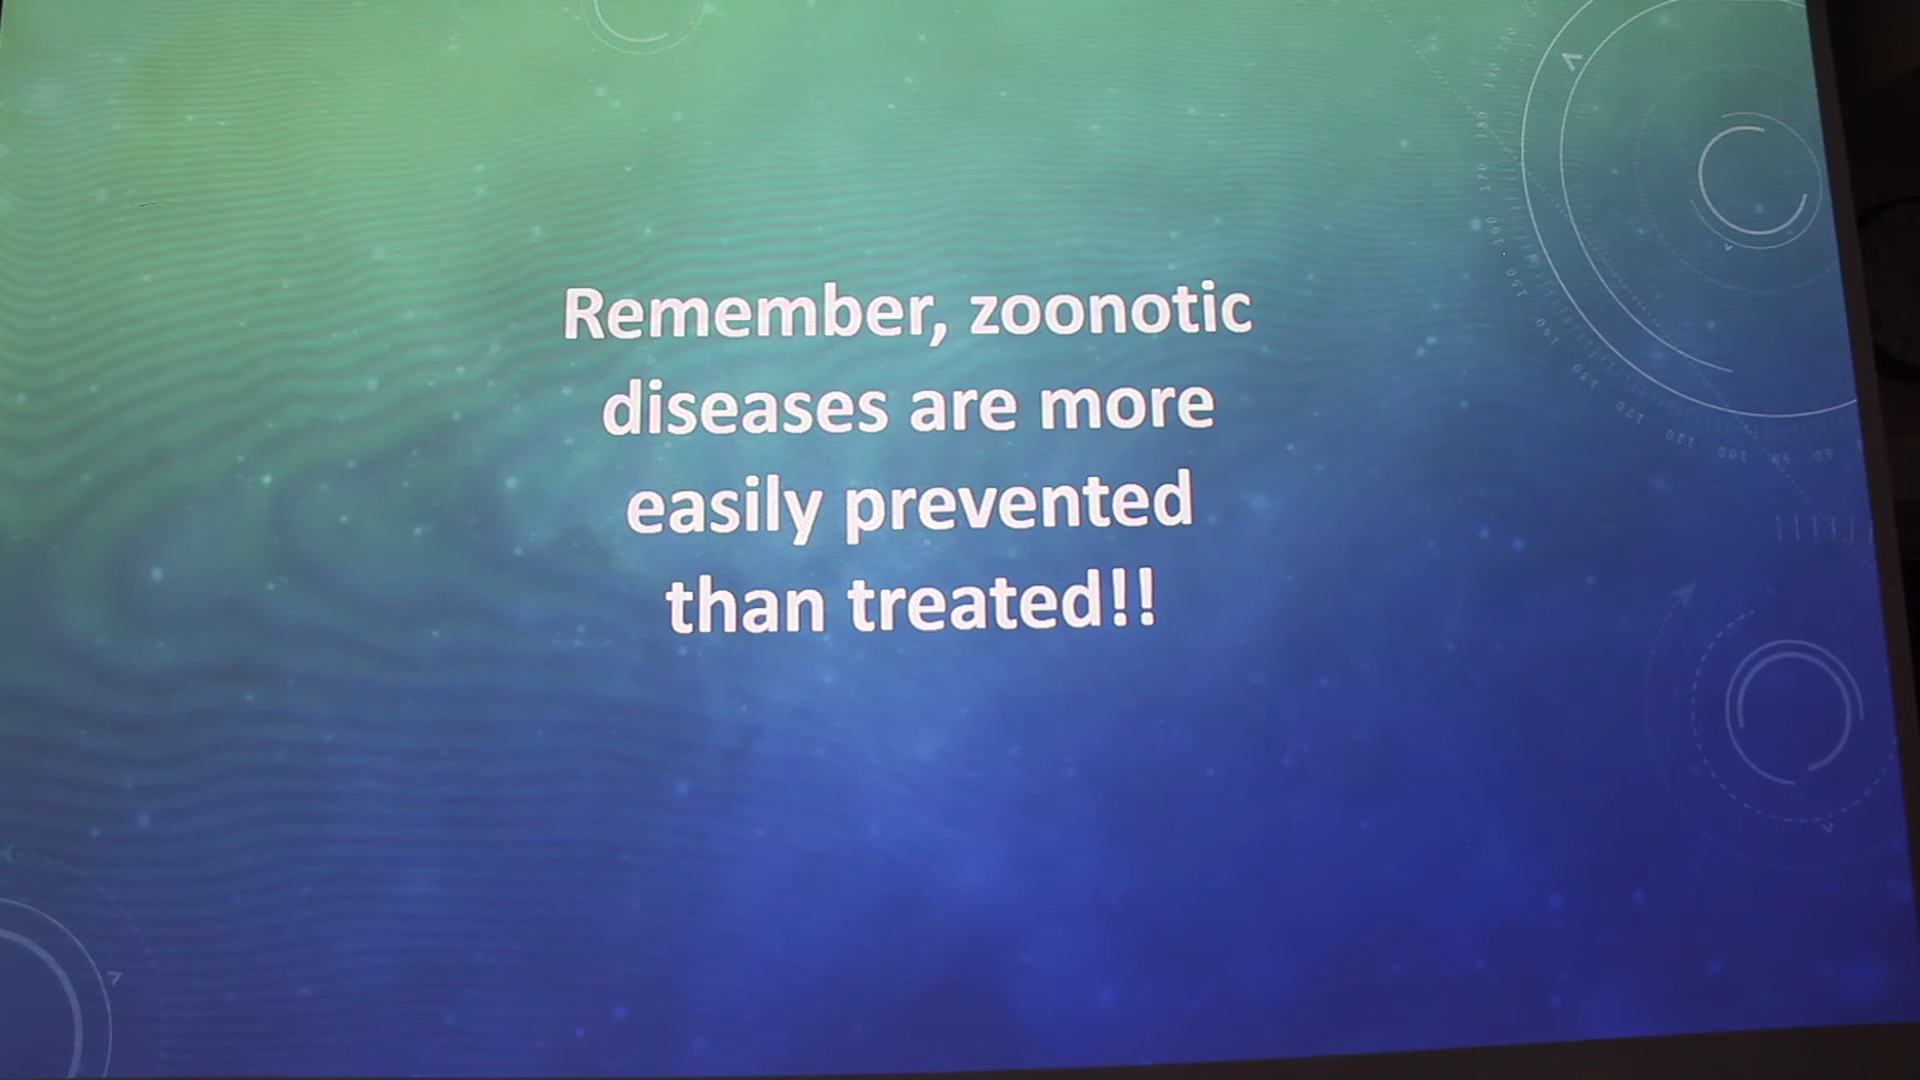 Remember, zoonotic
diseases are more
easily prevented
than treated!!